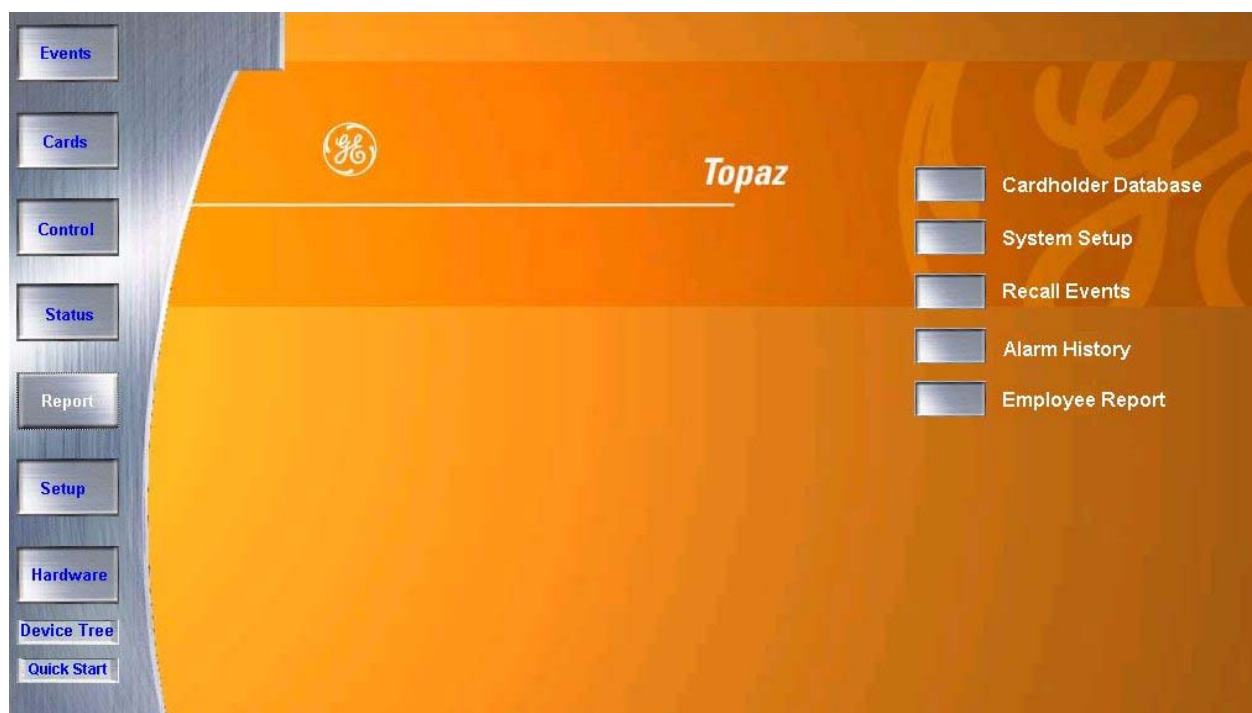 Events
Cards
Control
Status
Report
Setup
Hardware
Device Tree
Quick Start
GE
Topaz
Cardholder Database
System Setup
Recall Events
Alarm History
Employee Report